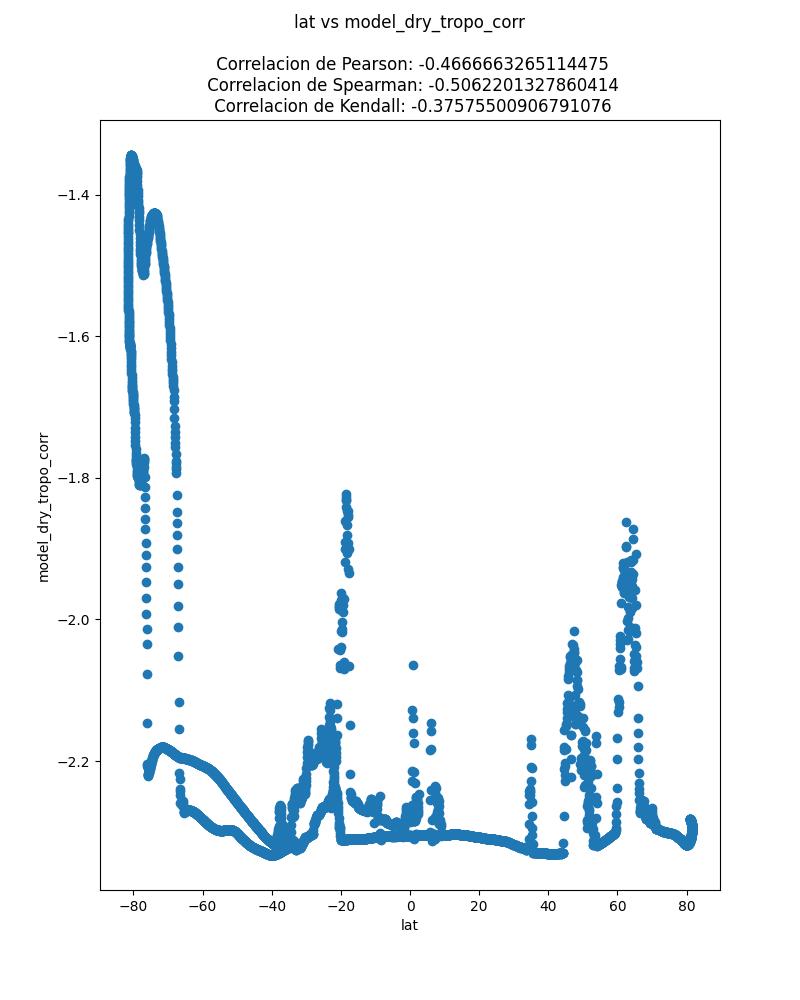 lat vs model_dry_tropo_corr
Correlacion de Pearson: -0.4666663265114475
Correlacion de Spearman: -0.5062201327860414
Correlacion de Kendall: -0.37575500906791076
−1.4
−1.6
−1.8
−2.0
−2.2
model_dry_tropo_corr
−80
−60
−40
−20
0
20
40
60
80
lat